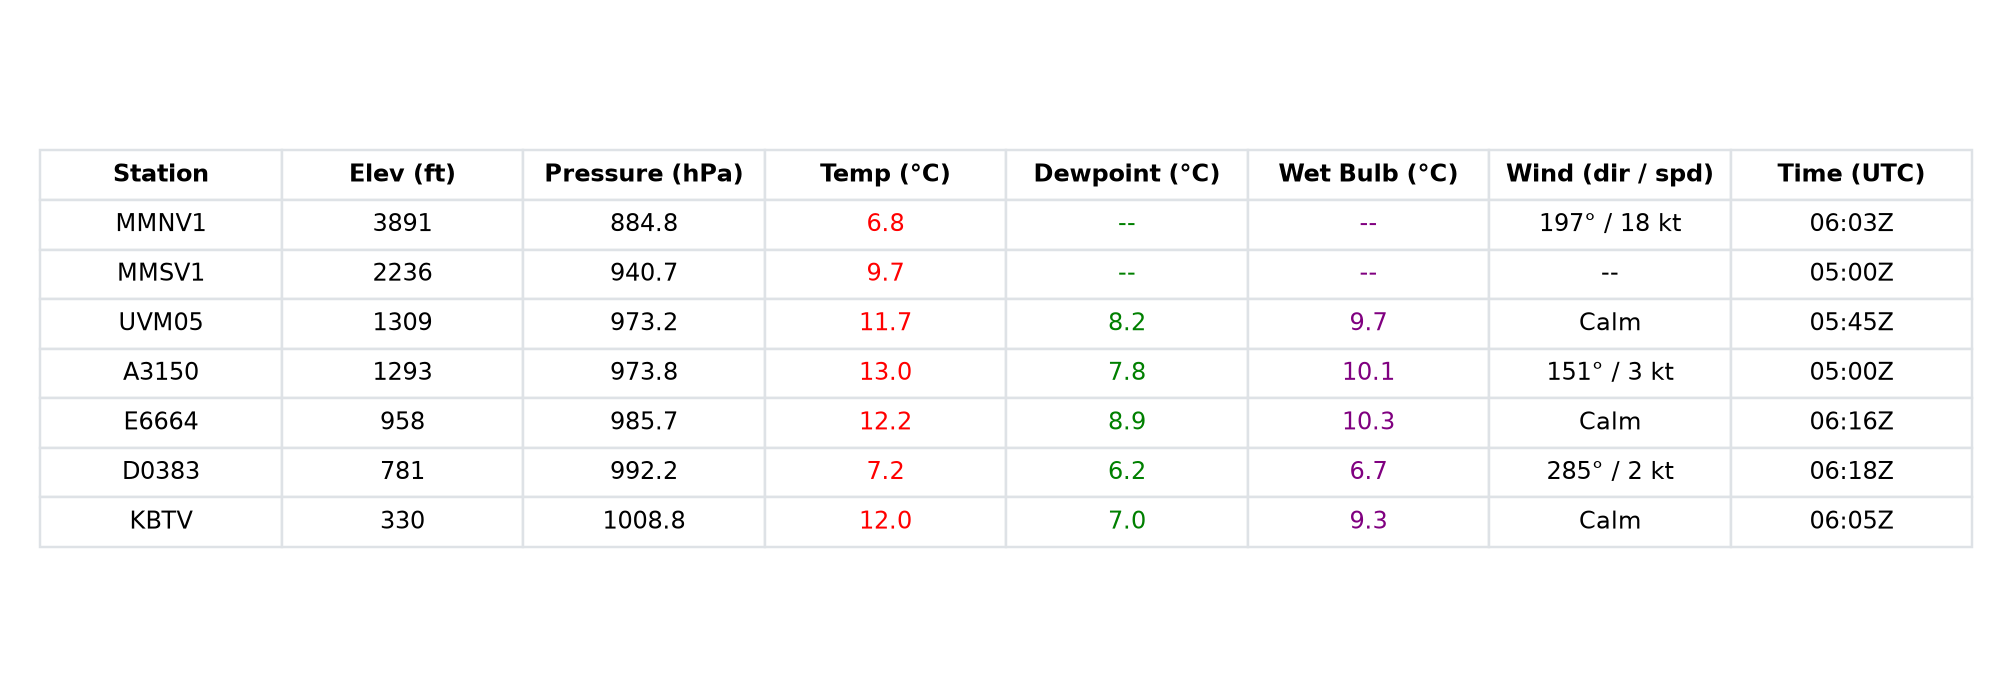 Station Elev (ft) Pressure (hPa) Temp (°C) Dewpoint (°C) Wet Bulb (°C) Wind (dir / spd) Time (UTC)
MMNV1 3891 884.8 6.8 -- -- 197° / 18 kt 06:03Z
MMSV1 2236 940.7 9.7 -- -- -- 05:00Z
UVM05 1309 973.2 11.7 8.2 9.7 Calm 05:45Z
A3150 1293 973.8 13.0 7.8 10.1 151° / 3 kt 05:00Z
E6664 958 985.7 12.2 8.9 10.3 Calm 06:16Z
D0383 781 992.2 7.2 6.2 6.7 285° / 2 kt 06:18Z
KBTV 330 1008.8 12.0 7.0 9.3 Calm 06:05Z